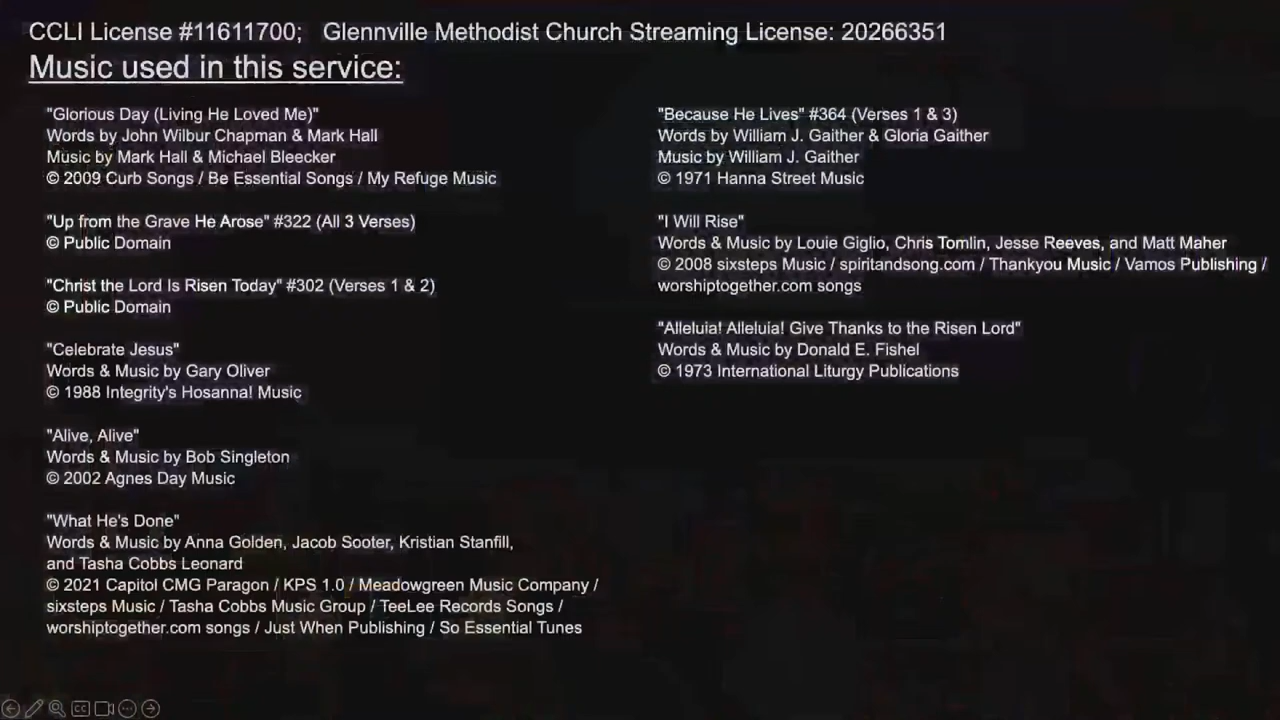 CCLI License #11611700;   Glennville Methodist Church Streaming License: 20266351
Music used in this service:
"Glorious Day (Living He Loved Me)"
Words by John Wilbur Chapman & Mark Hall
Music by Mark Hall & Michael Bleecker
© 2009 Curb Songs / Be Essential Songs / My Refuge Music
"Up from the Grave He Arose" #322 (All 3 Verses)
© Public Domain
"Christ the Lord Is Risen Today" #302 (Verses 1 & 2)
© Public Domain
"Celebrate Jesus"
Words & Music by Gary Oliver
© 1988 Integrity's Hosanna! Music
"Alive, Alive"
Words & Music by Bob Singleton
© 2002 Agnes Day Music
"What He's Done"
Words & Music by Anna Golden, Jacob Sooter, Kristian Stanfill,
and Tasha Cobbs Leonard
© 2021 Capitol CMG Paragon / KPS 1.0 / Meadowgreen Music Company /
sixsteps Music / Tasha Cobbs Music Group / TeeLee Records Songs /
worshiptogether.com songs / Just When Publishing / So Essential Tunes
"Because He Lives" #364 (Verses 1 & 3)
Words by William J. Gaither & Gloria Gaither
Music by William J. Gaither
© 1971 Hanna Street Music
"I Will Rise"
Words & Music by Louie Giglio, Chris Tomlin, Jesse Reeves, and Matt Maher
© 2008 sixsteps Music / spiritandsong.com / Thankyou Music / Vamos Publishing /
worshiptogether.com songs
"Alleluia! Alleluia! Give Thanks to the Risen Lord"
Words & Music by Donald E. Fishel
© 1973 International Liturgy Publications
CC